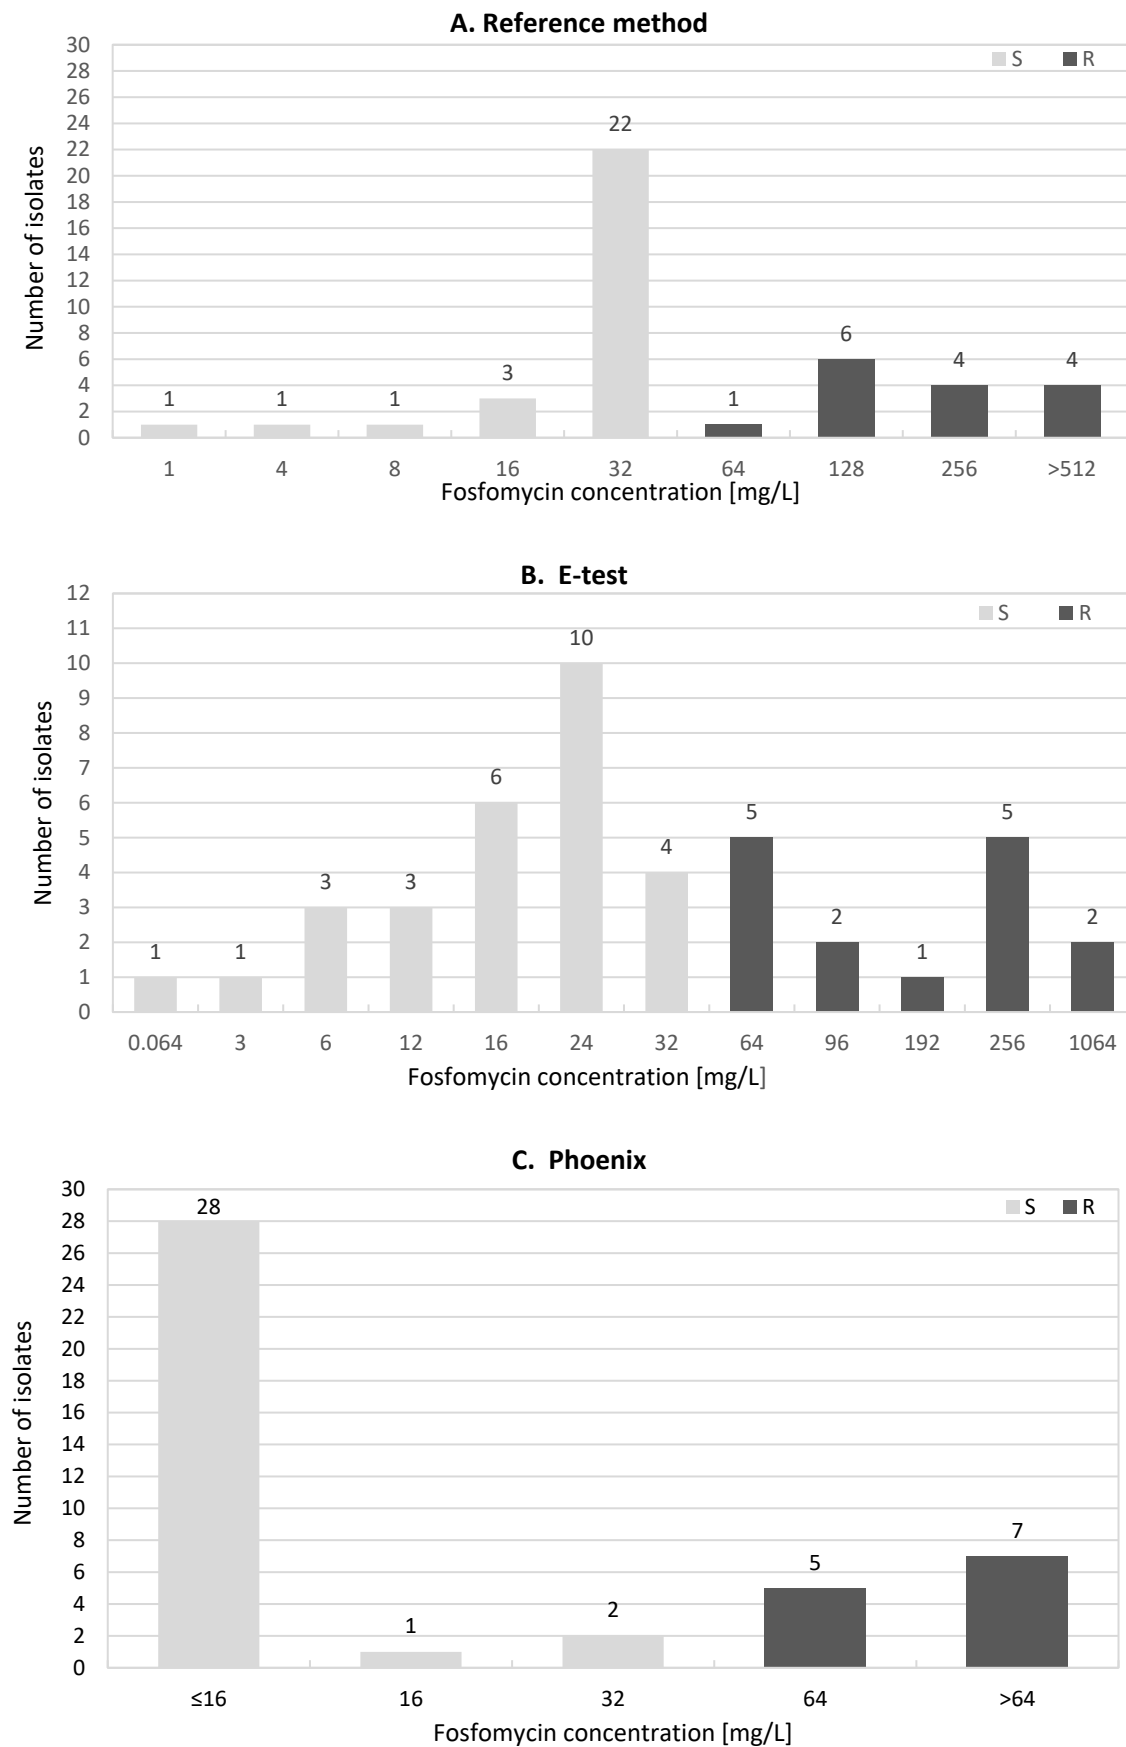 A. Reference method
S R
Number of isolates
30
28
26
24
22
20
18
16
14
12
10
8
6
4
2
0
1 1 1 3 22 1 6 4 4
1 4 8 16 32 64 128 256 >512
Fosfomycin concentration [mg/L]
B. E-test
S R
Number of isolates
12
11
10
9
8
7
6
5
4
3
2
1
0
1 1 3 3 6 10 4 5 2 1 5 2
0.064 3 6 12 16 24 32 64 96 192 256 1064
Fosfomycin concentration [mg/L]
C. Phoenix
S R
Number of isolates
30
28
26
24
22
20
18
16
14
12
10
8
6
4
2
0
28 1 2 5 7
≤16 16 32 64 >64
Fosfomycin concentration [mg/L]